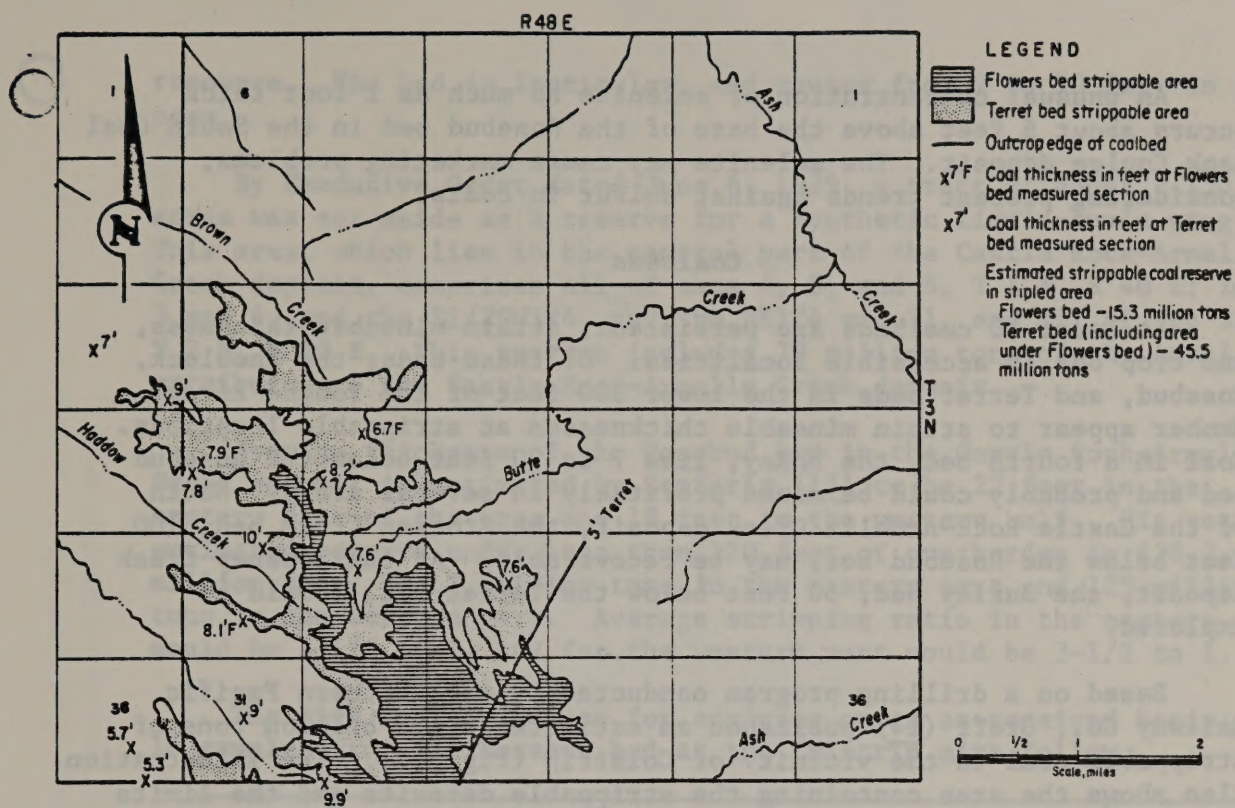 R48E
LEGEND
Flowers bed strippable area
Terret bed strippable area
Outcrop edge of coalbed
x7'F Coal thickness in feet at Flowers
bed measured section
x7' Coal thickness in feet at Terret
bed measured section
Estimated strippable coal reserve
in stipled area
Flowers bed -15.3 million tons
Terret bed (including area
under Flowers bed) - 45.5
million tons
1
6
N
Ash
Brown
Creek
Creek
Creek
x7'
T
3
N
9'
6.7F
Haddow
7.9'F
7.8'
8.2'
Butte
Creek
10'
7.6'
7.6'
5' Terret
8.1'F
36
5.7'
31
9'
36
Ash
Creek
5.3'
9.9'
0 1/2 1 2
Scale, miles